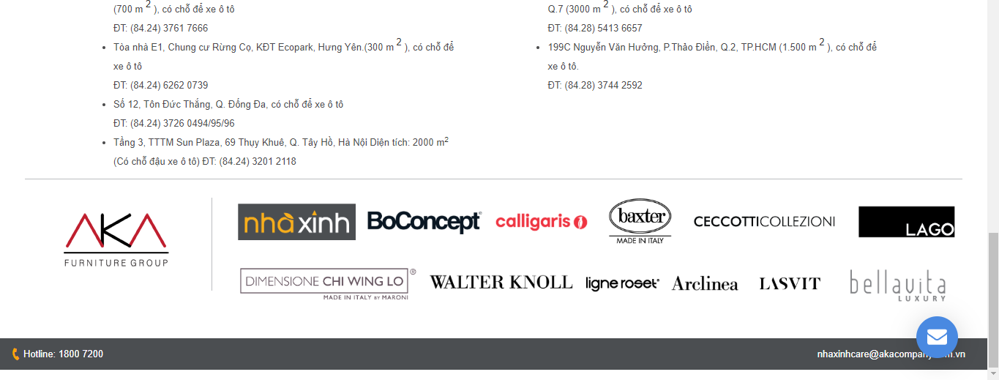 (700 m 2 ), có chỗ để xe ô tô
ĐT: (84.24) 3761 7666
Tòa nhà E1, Chung cư Rừng Cọ, KĐT Ecopark, Hưng Yên.(300 m 2 ), có chỗ để
xe ô tô
ĐT: (84.24) 6262 0739
Số 12, Tôn Đức Thắng, Q. Đống Đa, có chỗ để xe ô tô
ĐT: (84.24) 3726 0494/95/96
Tầng 3, TTTM Sun Plaza, 69 Thụy Khuê, Q. Tây Hồ, Hà Nội Diện tích: 2000 m2
(Có chỗ đậu xe ô tô) ĐT: (84.24) 3201 2118
Q.7 (3000 m 2 ), có chỗ để xe ô tô
ĐT: (84.28) 5413 6657
199C Nguyễn Văn Hưởng, P.Thảo Điền, Q.2, TP.HCM (1.500 m 2 ), có chỗ để
xe ô tô.
ĐT: (84.28) 3744 2592
AKA
FURNITURE GROUP
nhà xinh
BoConcept®
calligaris
baxter
MADE IN ITALY
CECCOTTICOLLEZIONI
LAGO
DIMENSIONE CHI WING LO ®
MADE IN ITALY BY MARONI
WALTER KNOLL
ligne roset®
Arclinea
LASVIT
bellavita
LUXURY
Hotline: 1800 7200
nhaxinhcare@akacompany. m.vn